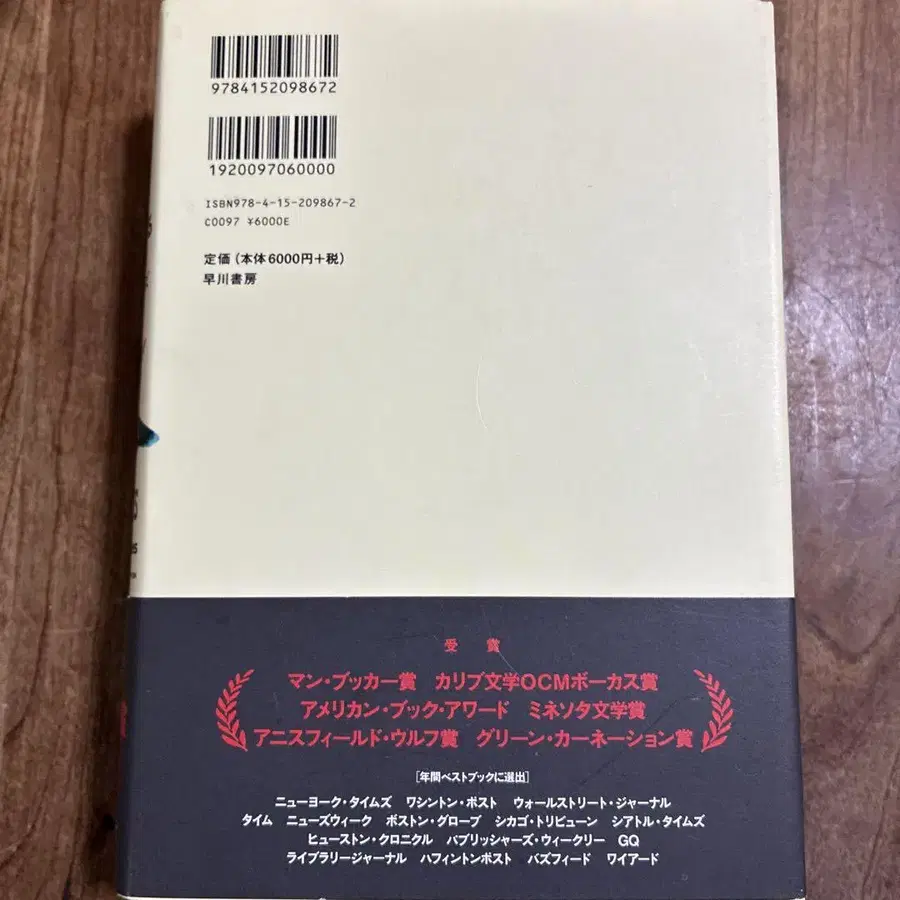 9784152098672
1920097060000
ISBN978-4-15-209867-2
C0097 ¥6000E
定価(本体6000円+税)
早川書房
受賞
マン・ブッカー賞 カリブ文学OCMボーカス賞
アメリカン・ブック・アワード ミネソタ文学賞
アニスフィールド・ウルフ賞 グリーン・カーネーション賞
[年間ベストブックに選出]
ニューヨーク・タイムズ ワシントン・ポスト ウォールストリート・ジャーナル
タイム ニューズウィーク ボストン・グローブ シカゴ・トリビューン シアトル・タイムズ
ヒューストン・クロニクル パブリッシャーズ・ウィークリー GQ
ライブラリージャーナル ハフィントンポスト バズフィード ワイアード